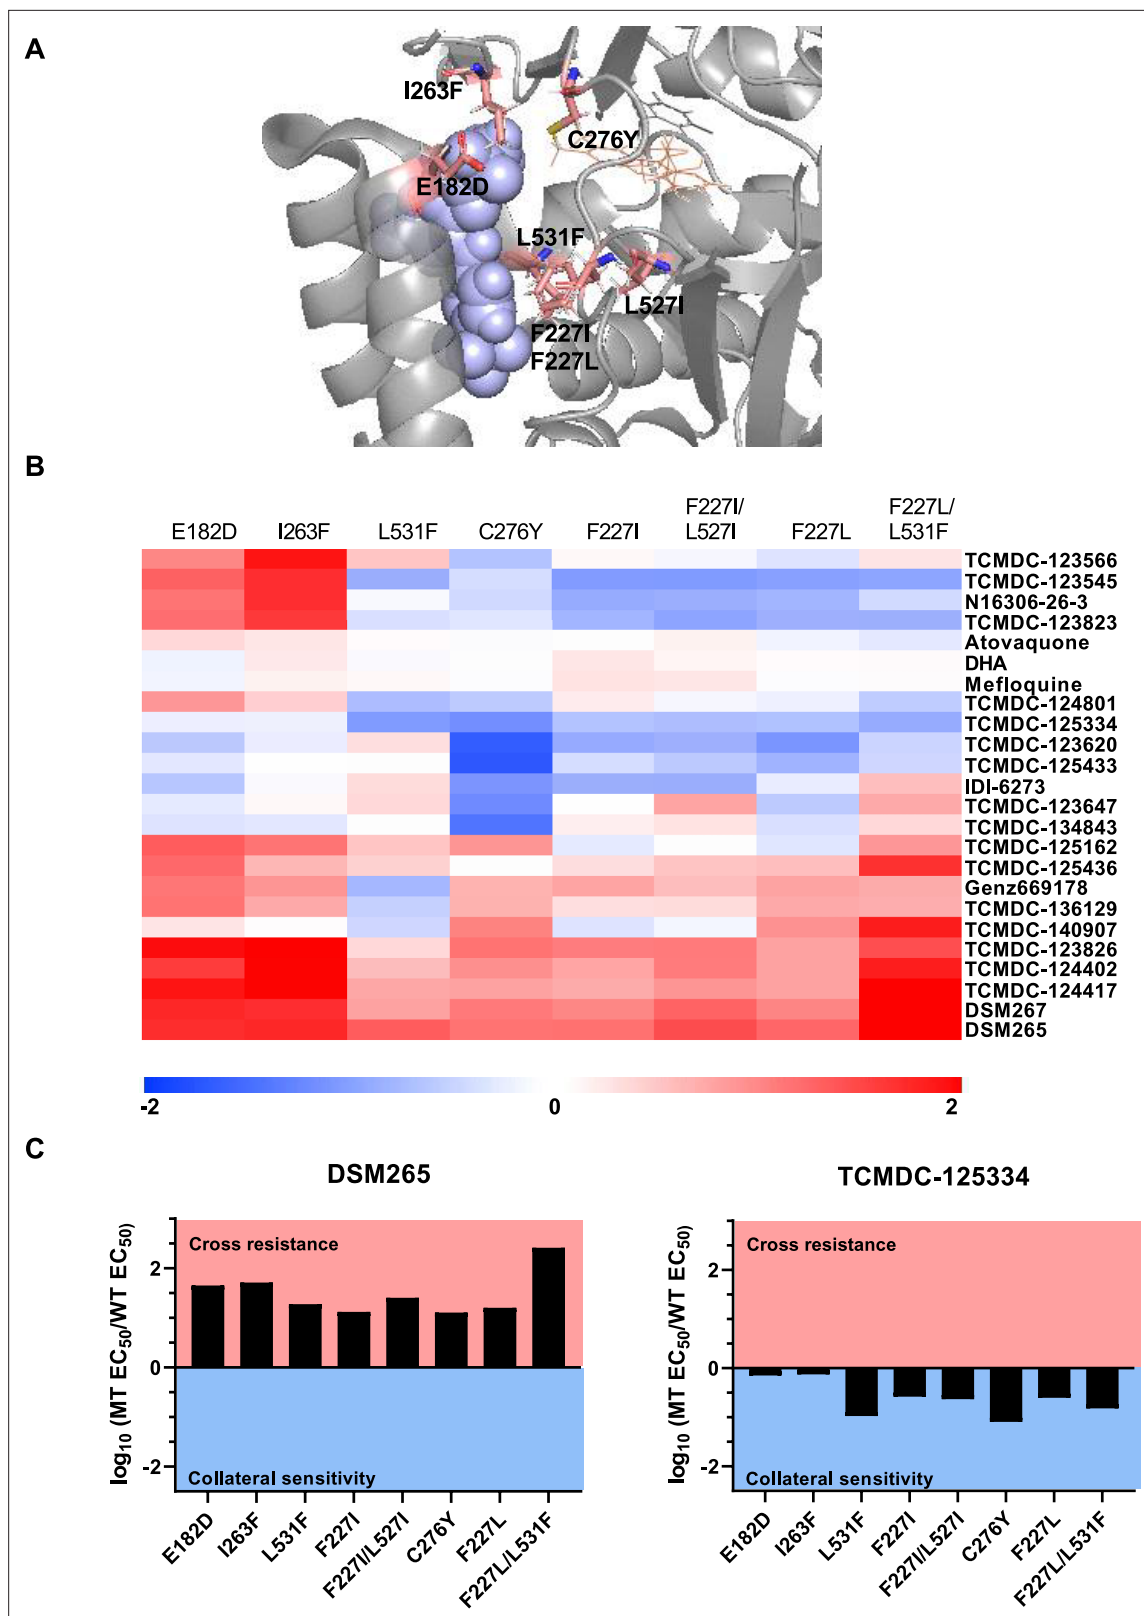 A
I263F
C276Y
E182D
L531F
L527I
F227I
F227L
B
E182D I263F L531F C276Y F227I F227I/ L527I F227L F227L/ L531F
TCMDC-123566
TCMDC-123545
N16306-26-3
TCMDC-123823
Atovaquone
DHA
Mefloquine
TCMDC-124801
TCMDC-125334
TCMDC-123620
TCMDC-125433
IDI-6273
TCMDC-123647
TCMDC-134843
TCMDC-125162
TCMDC-125436
Genz669178
TCMDC-136129
TCMDC-140907
TCMDC-123826
TCMDC-124402
TCMDC-124417
DSM267
DSM265
-2 0 2
C
DSM265
log10 (MT EC50/WT EC50)
2
0
-2
Cross resistance
Collateral sensitivity
E182D I263F L531F F227I F227I/L527I C276Y F227L F227L/L531F
TCMDC-125334
log10 (MT EC50/WT EC50)
2
0
-2
Cross resistance
Collateral sensitivity
E182D I263F L531F F227I F227I/L527I C276Y F227L F227L/L531F